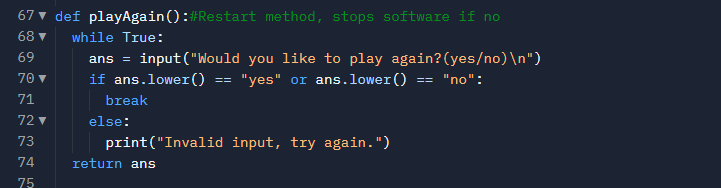 67 def playAgain():#Restart method, stops software if no
68 while True:
69 ans = input("Would you like to play again?(yes/no)\n")
70 if ans.lower() == "yes" or ans.lower() == "no":
71 break
72 else:
73 print("Invalid input, try again.")
74 return ans
75